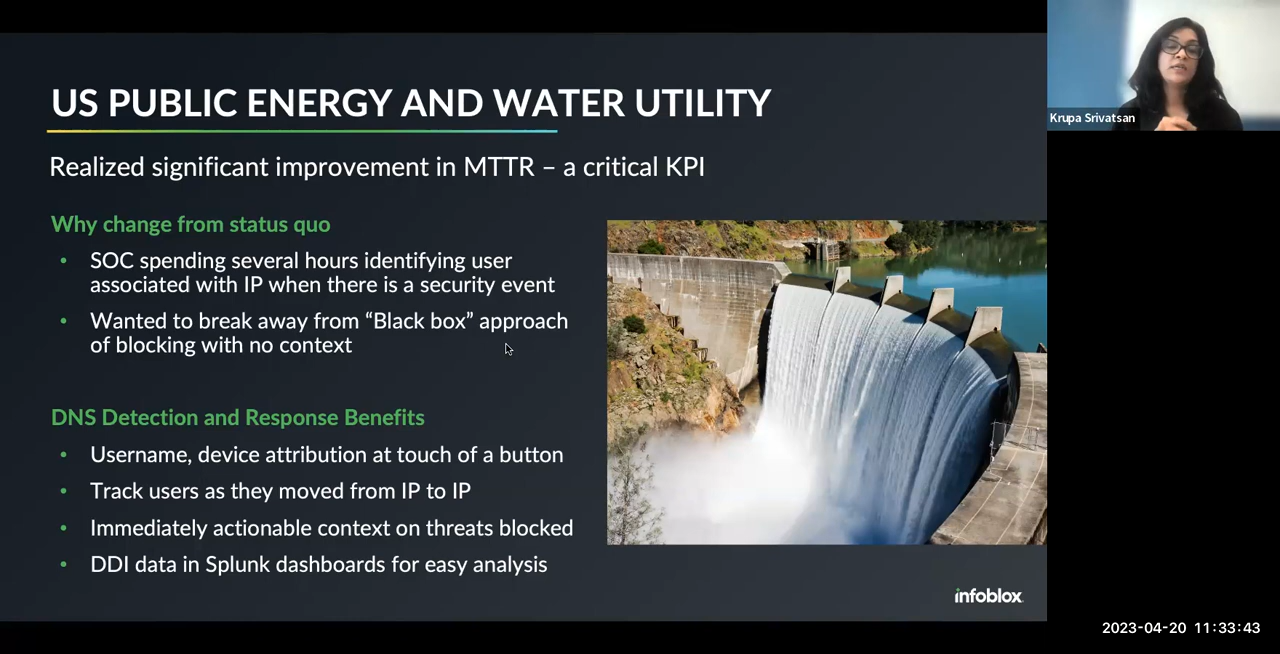 US PUBLIC ENERGY AND WATER UTILITY
Realized significant improvement in MTTR – a critical KPI
Why change from status quo
• SOC spending several hours identifying user
associated with IP when there is a security event
• Wanted to break away from “Black box” approach
of blocking with no context
DNS Detection and Response Benefits
• Username, device attribution at touch of a button
• Track users as they moved from IP to IP
• Immediately actionable context on threats blocked
• DDI data in Splunk dashboards for easy analysis
infoblox
Krupa Srivatsan
2023-04-20 11:33:43